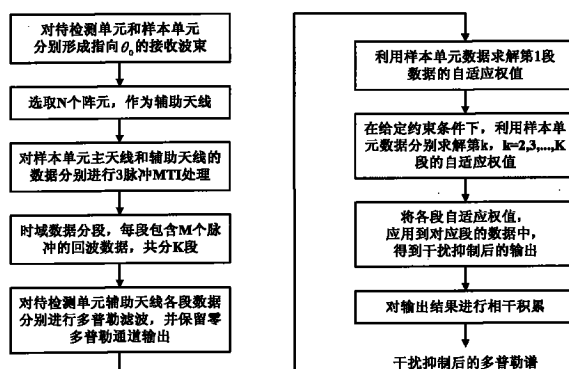 对待检测单元和样本单元
分别形成指向θ₀的接收波束
选取N个阵元，作为辅助天线
对样本单元主天线和辅助天线的
数据分别进行3脉冲MTI处理
时域数据分段，每段包含M个脉
冲的回波数据，共分K段
对待检测单元辅助天线各段数据
分别进行多普勒滤波，并保留零
多普勒通道输出
利用样本单元数据求解第1段
数据的自适应权值
在给定约束条件下，利用样本单
元数据分别求解第k，k=2,3,...,K
段的自适应权值
将各段自适应权值，
应用到对应段的数据中，
得到干扰抑制后的输出
对输出结果进行相干积累
干扰抑制后的多普勒谱